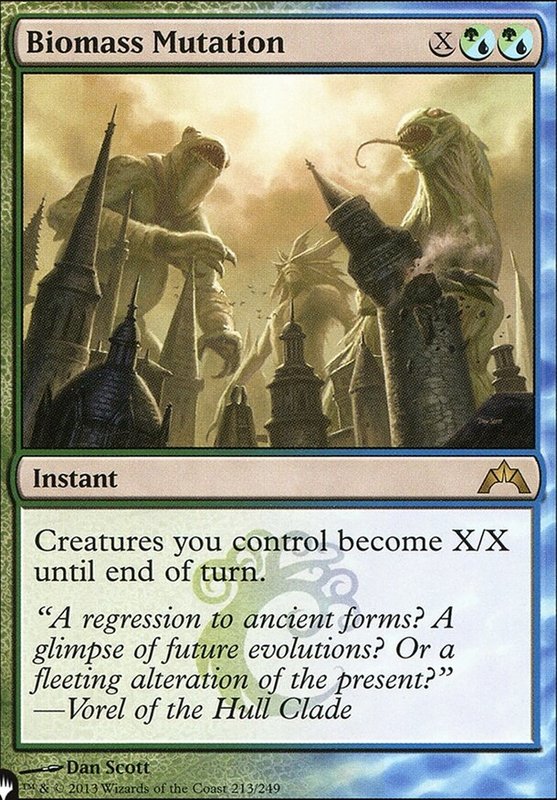 Biomass Mutation X
Instant
Creatures you control become X/X
until end of turn.
“A regression to ancient forms? A
glimpse of future evolutions? Or a
fleeting alteration of the present?”
—Vorel of the Hull Clade
Dan Scott
™ & © 2013 Wizards of the Coast 213/249